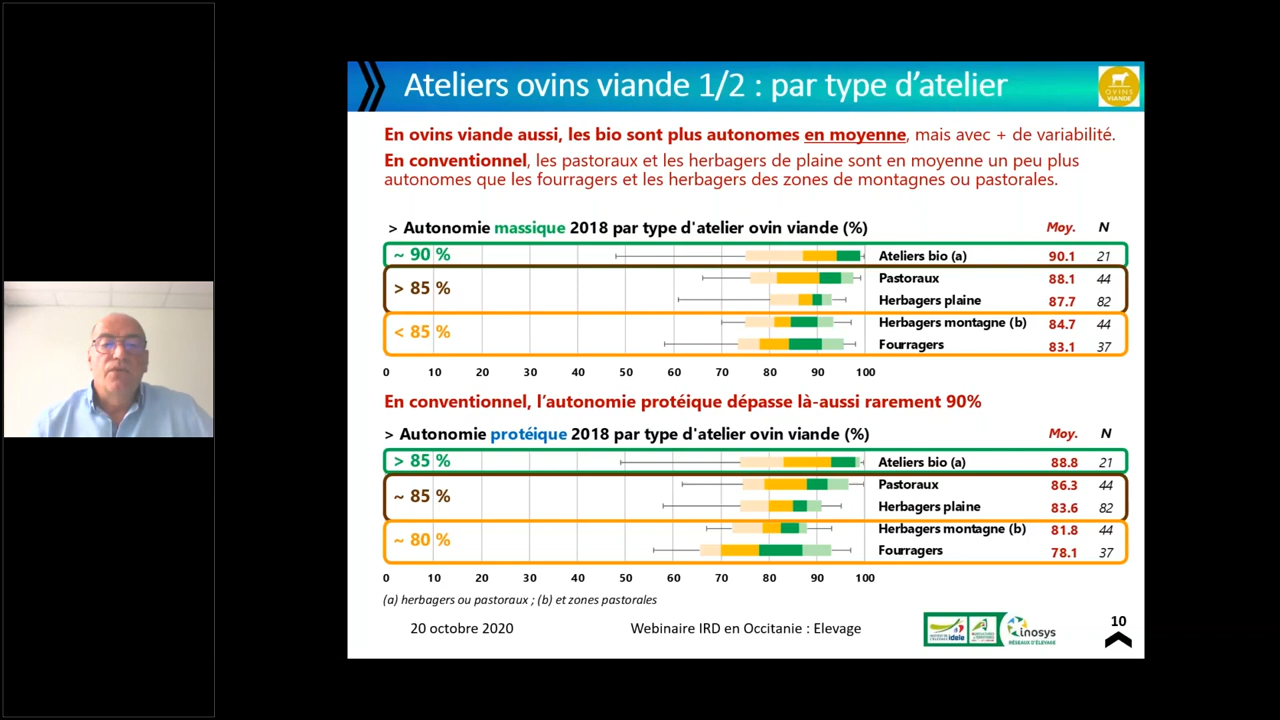 Ateliers ovins viande 1/2 : par type d’atelier
OVINS
VIANDE
En ovins viande aussi, les bio sont plus autonomes en moyenne, mais avec + de variabilité.
En conventionnel, les pastoraux et les herbagers de plaine sont en moyenne un peu plus
autonomes que les fourragers et les herbagers des zones de montagnes ou pastorales.
> Autonomie massique 2018 par type d'atelier ovin viande (%) Moy. N
~ 90 % Ateliers bio (a) 90.1 21
> 85 % Pastoraux 88.1 44
Herbagers plaine 87.7 82
< 85 % Herbagers montagne (b) 84.7 44
Fourragers 83.1 37
0 10 20 30 40 50 60 70 80 90 100
En conventionnel, l’autonomie protéique dépasse là-aussi rarement 90%
> Autonomie protéique 2018 par type d'atelier ovin viande (%) Moy. N
> 85 % Ateliers bio (a) 88.8 21
~ 85 % Pastoraux 86.3 44
Herbagers plaine 83.6 82
~ 80 % Herbagers montagne (b) 81.8 44
Fourragers 78.1 37
0 10 20 30 40 50 60 70 80 90 100
(a) herbagers ou pastoraux ; (b) et zones pastorales
20 octobre 2020 Webinaire IRD en Occitanie : Elevage 10
idele
inosys
RÉSEAUX D'ÉLEVAGE